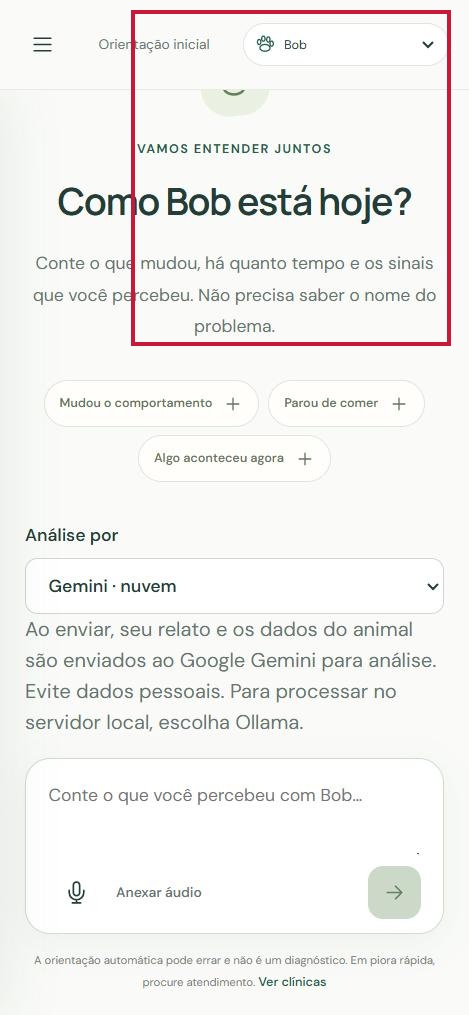 Orientação inicial
Bob
VAMOS ENTENDER JUNTOS
Como Bob está hoje?
Conte o que mudou, há quanto tempo e os sinais
que você percebeu. Não precisa saber o nome do
problema.
Mudou o comportamento
Parou de comer
Algo aconteceu agora
Análise por
Gemini · nuvem
Ao enviar, seu relato e os dados do animal
são enviados ao Google Gemini para análise.
Evite dados pessoais. Para processar no
servidor local, escolha Ollama.
Conte o que você percebeu com Bob...
Anexar áudio
A orientação automática pode errar e não é um diagnóstico. Em piora rápida,
procure atendimento. Ver clínicas